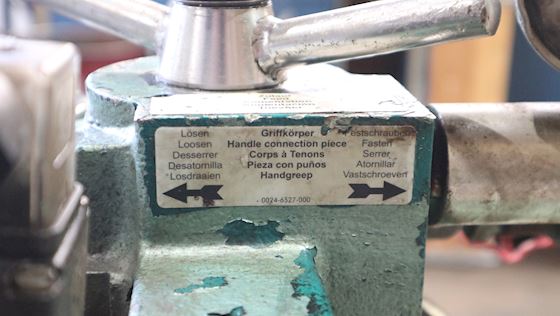 Lösen Griffkörper Festschrauben
Loosen Handle connection piece Fasten
Desserrer Corps à Tenons Serrer
Desatornilla Pieza con puños Atornillar
Losdraaien Handgreep Vastschroeven
- 0024-6527-000